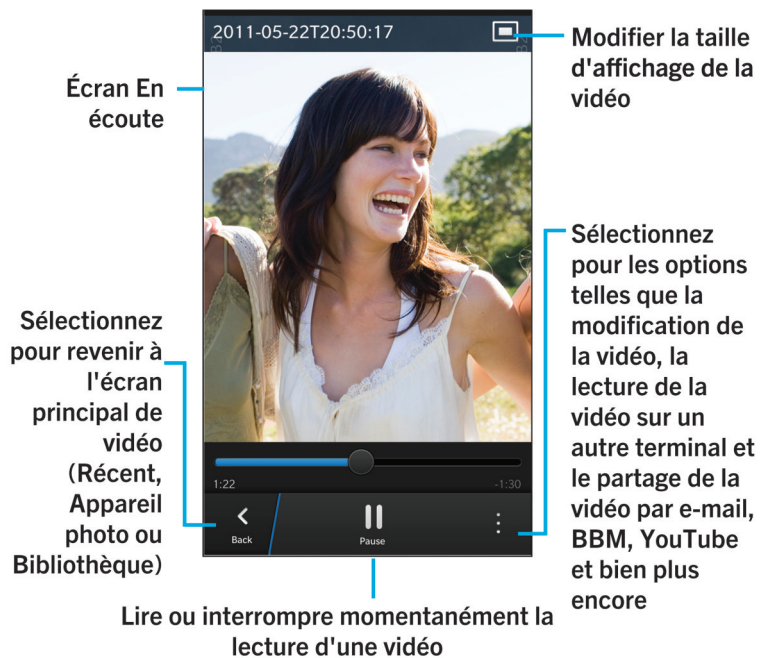 2011-05-22T20:50:17
Modifier la taille
d'affichage de la
vidéo
Écran En
écoute
Sélectionnez
pour les options
telles que la
modification de
la vidéo, la
lecture de la
vidéo sur un
autre terminal et
le partage de la
vidéo par e-mail,
BBM, YouTube
et bien plus
encore
Sélectionnez
pour revenir à
l'écran
principal de
vidéo
(Récent,
Appareil
photo ou
Bibliothèque)
1:22
-1:30
Back
Pause
Lire ou interrompre momentanément la
lecture d'une vidéo